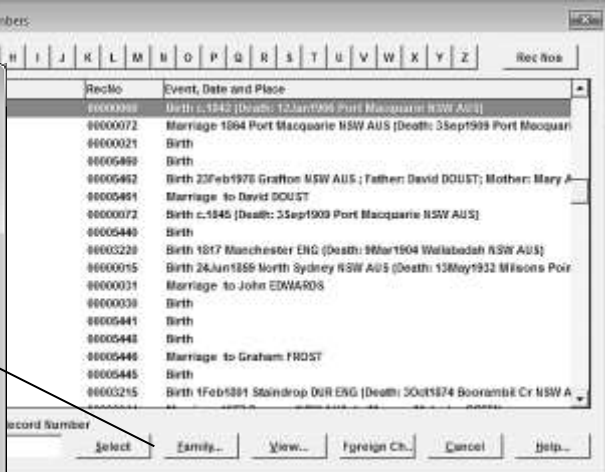 mbers
H I J K L M N O P Q R S T U V W X Y Z Rec Nos
RecNo Event, Date and Place
Birth c.1842 (Death: 12Jan1906 Port Macquarie NSW AUS)
00000072 Marriage 1864 Port Macquarie NSW AUS (Death: 3Sep1909 Port Macquari
00000021 Birth
00005460 Birth
00005462 Birth 23Feb1978 Grafton NSW AUS ; Father: David DOUST; Mother: Mary A
00005461 Marriage to David DOUST
00000072 Birth c.1845 (Death: 3Sep1909 Port Macquarie NSW AUS)
00005440 Birth
00003220 Birth 1817 Manchester ENG (Death: 9Mar1904 Wallabadah NSW AUS)
00000015 Birth 24Jun1859 North Sydney NSW AUS (Death: 13May1932 Milsons Poin
00000031 Marriage to John EDWARDS
00000030 Birth
00005441 Birth
00005448 Birth
00005446 Marriage to Graham FROST
00005445 Birth
00003215 Birth 1Feb1801 Staindrop DUR ENG (Death: 3Oct1874 Boorambil Cr NSW A
ecord Number
Select Family... View... Foreign Ch.. Cancel Help...